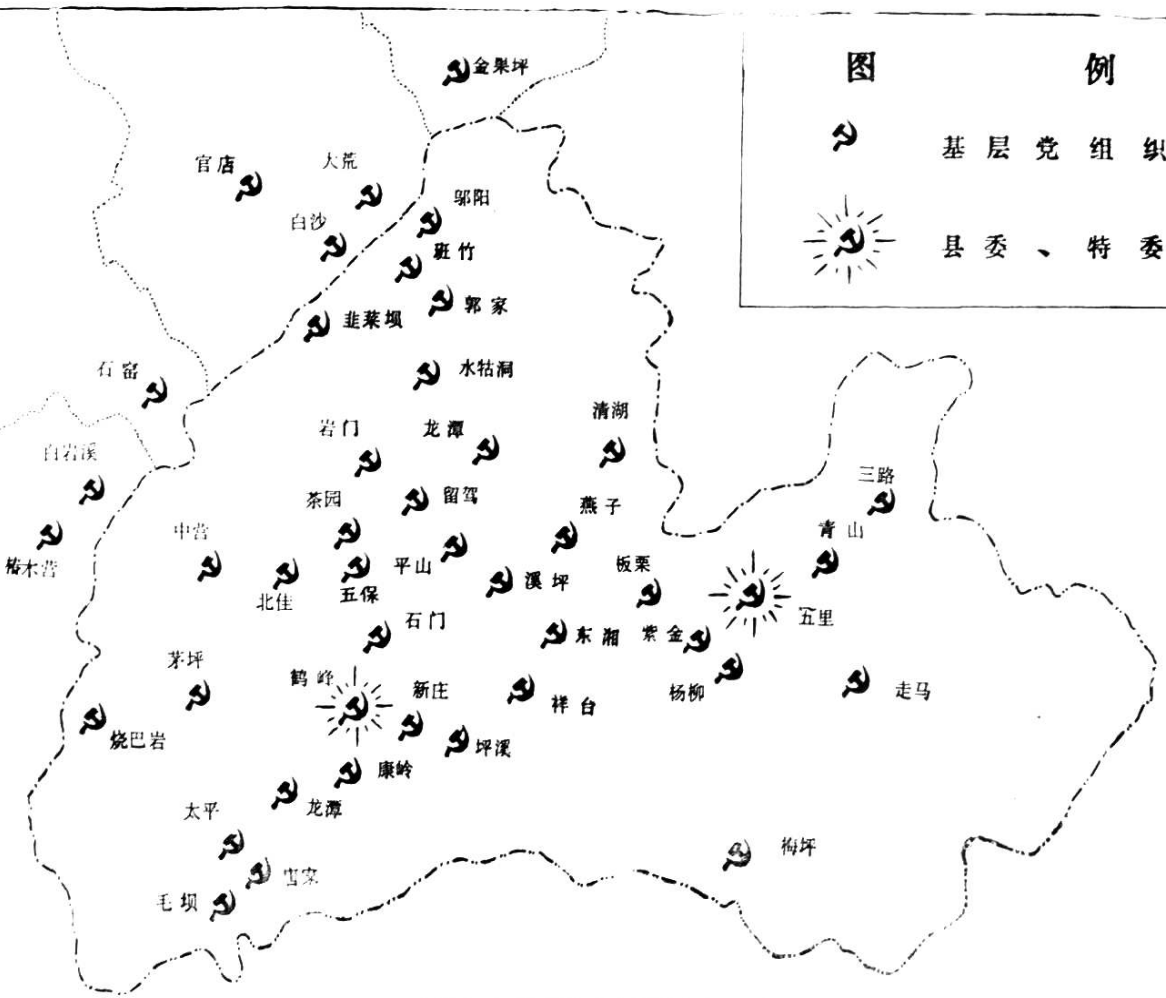 图 例
基层党组织
县委、特委
金果坪
官店
大荒
邬阳
白沙
班竹
郭家
韭菜坝
水牯洞
石窑
清湖
岩门
龙潭
白岩溪
三路
茶园
留驾
燕子
中营
青山
椿木营
平山
溪坪
板栗
北佳
五保
五里
石门
东湘
紫金
茅坪
鹤峰
新庄
祥台
杨柳
走马
烧巴岩
坪溪
康岭
太平
龙潭
梅坪
毛坝